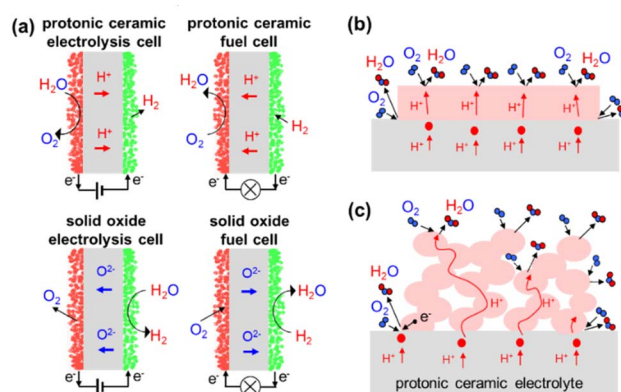 (a)
protonic ceramic
electrolysis cell
H₂O
H⁺
H₂
O₂
H⁺
e⁻ e⁻
protonic ceramic
fuel cell
H₂O
H⁺
O₂
H₂
H⁺
e⁻ e⁻
solid oxide
electrolysis cell
O²⁻
H₂O
O₂
O²⁻
H₂
e⁻ e⁻
solid oxide
fuel cell
O²⁻
H₂O
O₂
O²⁻
H₂
e⁻ e⁻
(b)
H₂O O₂ H₂O
O₂
H⁺ H⁺ H⁺ H⁺
H⁺ H⁺ H⁺ H⁺
(c)
O₂ H₂O
H₂O
O₂
e⁻
H⁺ H⁺
H⁺ H⁺ H⁺ H⁺
protonic ceramic electrolyte